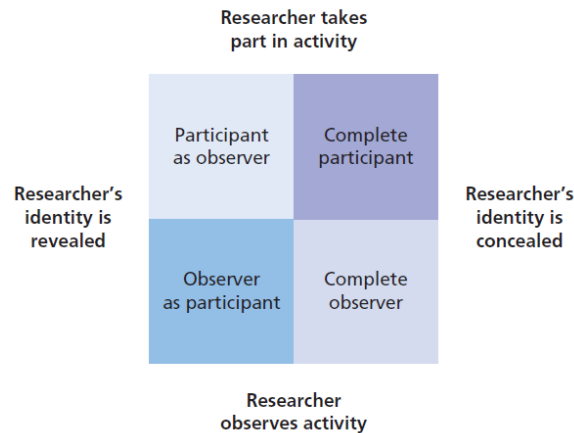 Researcher takes
part in activity
Participant
as observer
Complete
participant
Researcher's
identity is
revealed
Researcher's
identity is
concealed
Observer
as participant
Complete
observer
Researcher
observes activity